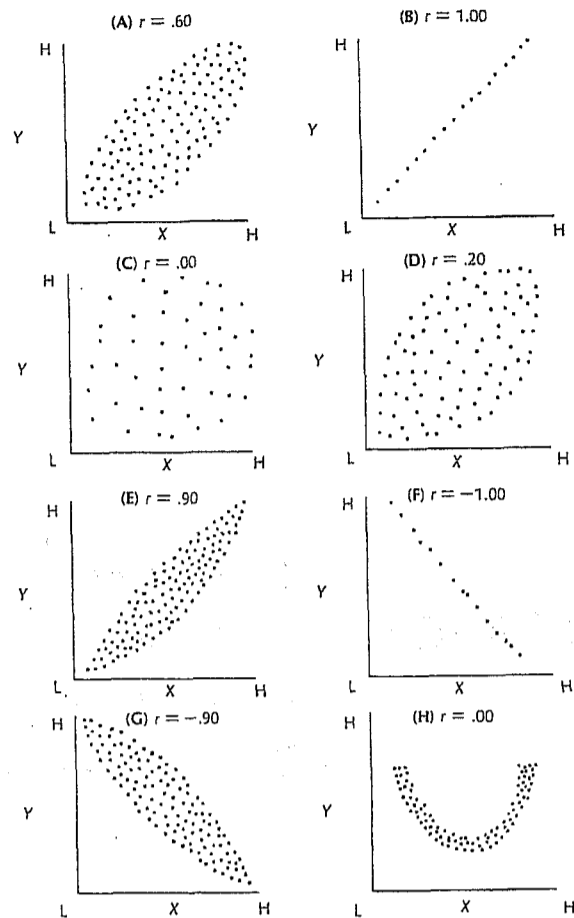 (A) r = .60
H
Y
L X H
(B) r = 1.00
Y
L X H
(C) r = .00
H
Y
L X H
(D) r = .20
H
Y
L X H
(E) r = .90
H
Y
L X H
(F) r = −1.00
H
Y
L X H
(G) r = −.90
H
Y
L X H
(H) r = .00
H
Y
L X H